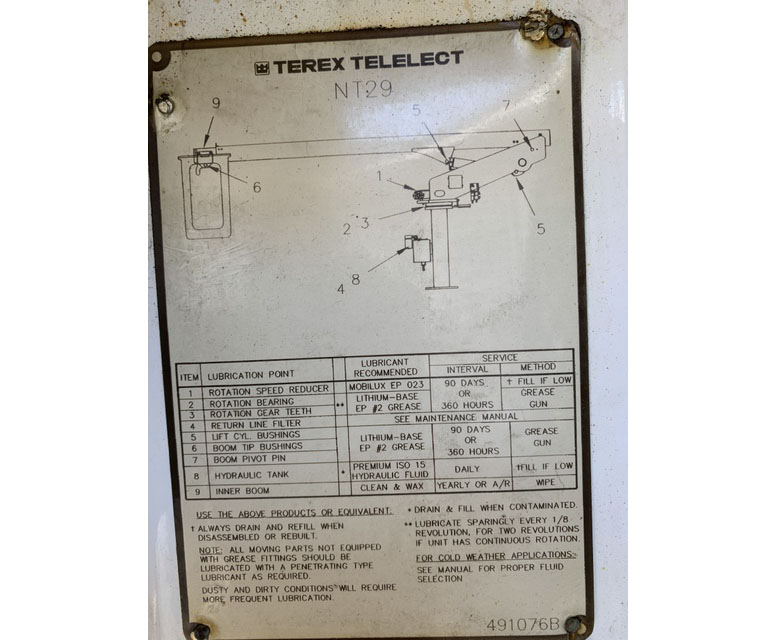 TEREX TELELECT
NT29
9
5
7
1
6
2
3
5
8
4
SERVICE
ITEM LUBRICATION POINT LUBRICANT RECOMMENDED INTERVAL METHOD
1 ROTATION SPEED REDUCER MOBILUX EP 023 90 DAYS OR 360 HOURS † FILL IF LOW
2 ROTATION BEARING ** LITHIUM-BASE EP #2 GREASE GREASE GUN
3 ROTATION GEAR TEETH
4 RETURN LINE FILTER SEE MAINTENANCE MANUAL
5 LIFT CYL. BUSHINGS LITHIUM-BASE EP #2 GREASE 90 DAYS OR 360 HOURS GREASE GUN
6 BOOM TIP BUSHINGS
7 BOOM PIVOT PIN
8 HYDRAULIC TANK * PREMIUM ISO 15 HYDRAULIC FLUID DAILY †FILL IF LOW
9 INNER BOOM CLEAN & WAX YEARLY OR A/R WIPE
USE THE ABOVE PRODUCTS OR EQUIVALENT.
† ALWAYS DRAIN AND REFILL WHEN
DISASSEMBLED OR REBUILT.
NOTE: ALL MOVING PARTS NOT EQUIPPED
WITH GREASE FITTINGS SHOULD BE
LUBRICATED WITH A PENETRATING TYPE
LUBRICANT AS REQUIRED.
DUSTY AND DIRTY CONDITIONS WILL REQUIRE
MORE FREQUENT LUBRICATION.
* DRAIN & FILL WHEN CONTAMINATED.
** LUBRICATE SPARINGLY EVERY 1/8
REVOLUTION, FOR TWO REVOLUTIONS
IF UNIT HAS CONTINUOUS ROTATION.
FOR COLD WEATHER APPLICATIONS:
SEE MANUAL FOR PROPER FLUID
SELECTION
491076B